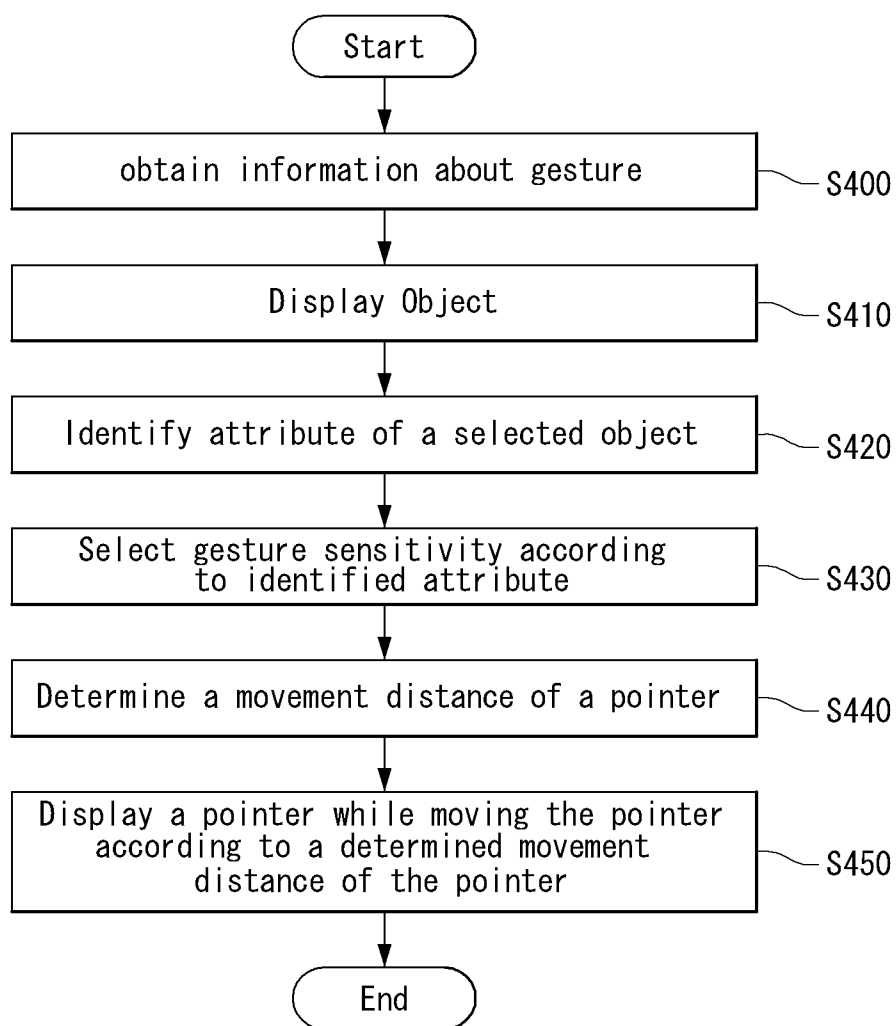 Start
obtain information about gesture
S400
Display Object
S410
Identify attribute of a selected object
S420
Select gesture sensitivity according
to identified attribute
S430
Determine a movement distance of a pointer
S440
Display a pointer while moving the pointer
according to a determined movement
distance of the pointer
S450
End